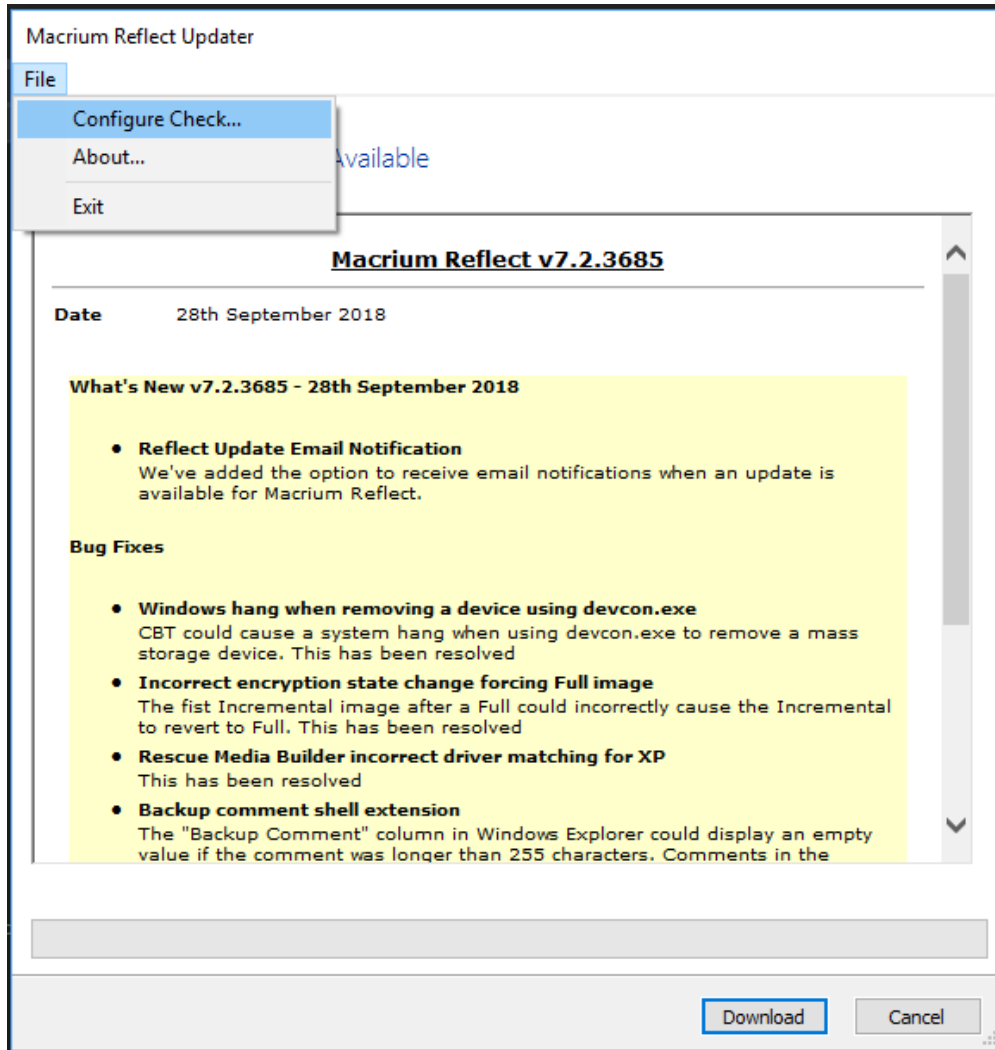 Macrium Reflect Updater
File
Configure Check...
About...
Exit
Available
Macrium Reflect v7.2.3685
Date 28th September 2018
What's New v7.2.3685 - 28th September 2018
• Reflect Update Email Notification
We've added the option to receive email notifications when an update is
available for Macrium Reflect.
Bug Fixes
• Windows hang when removing a device using devcon.exe
CBT could cause a system hang when using devcon.exe to remove a mass
storage device. This has been resolved
• Incorrect encryption state change forcing Full image
The fist Incremental image after a Full could incorrectly cause the Incremental
to revert to Full. This has been resolved
• Rescue Media Builder incorrect driver matching for XP
This has been resolved
• Backup comment shell extension
The "Backup Comment" column in Windows Explorer could display an empty
value if the comment was longer than 255 characters. Comments in the
Download
Cancel